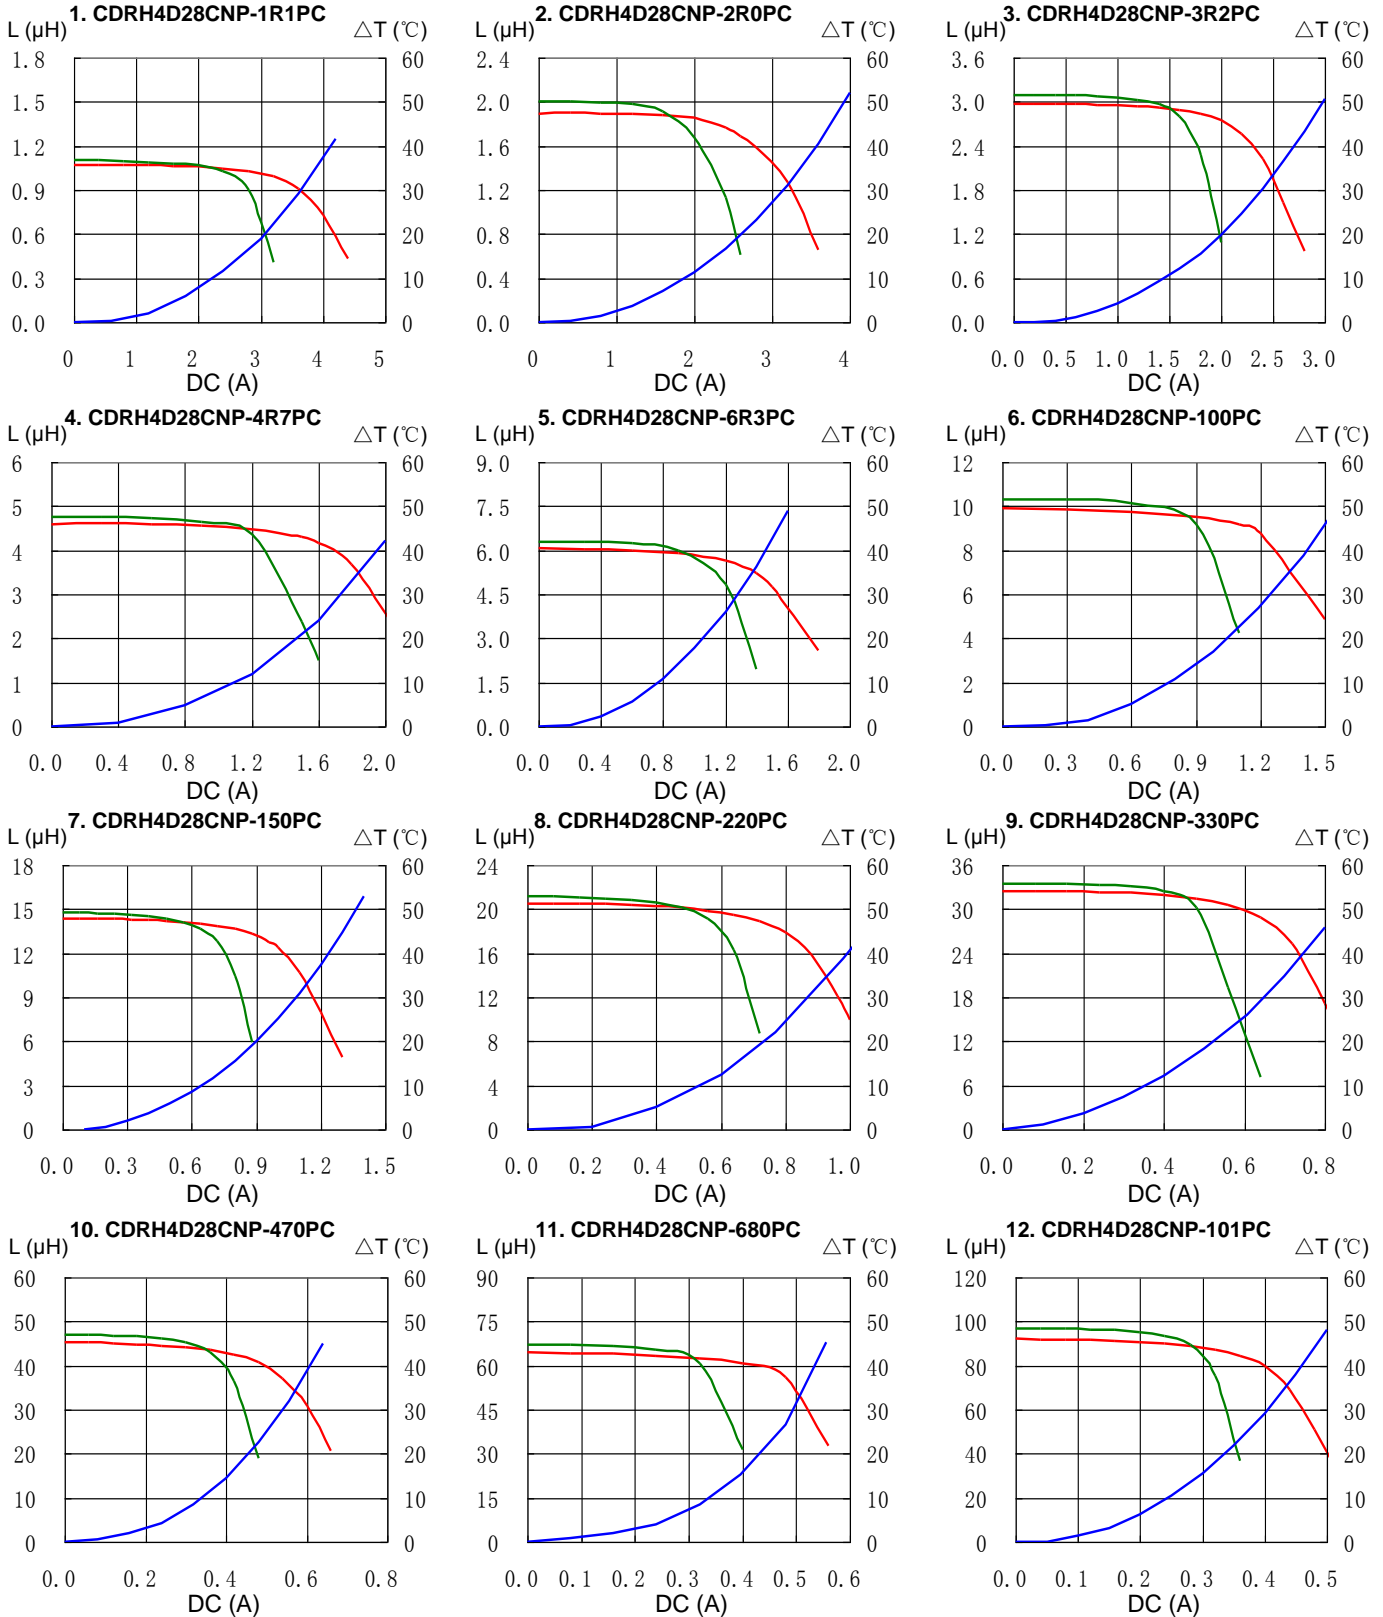 1. CDRH4D28CNP-1R1PC
L (µH)
△T (℃)
1.8
1.5
1.2
0.9
0.6
0.3
0.0
60
50
40
30
20
10
0
0 1 2 3 4 5
DC (A)
2. CDRH4D28CNP-2R0PC
L (µH)
△T (℃)
2.4
2.0
1.6
1.2
0.8
0.4
0.0
60
50
40
30
20
10
0
0 1 2 3 4
DC (A)
3. CDRH4D28CNP-3R2PC
L (µH)
△T (℃)
3.6
3.0
2.4
1.8
1.2
0.6
0.0
60
50
40
30
20
10
0
0.0 0.5 1.0 1.5 2.0 2.5 3.0
DC (A)
4. CDRH4D28CNP-4R7PC
L (µH)
△T (℃)
6
5
4
3
2
1
0
60
50
40
30
20
10
0
0.0 0.4 0.8 1.2 1.6 2.0
DC (A)
5. CDRH4D28CNP-6R3PC
L (µH)
△T (℃)
9.0
7.5
6.0
4.5
3.0
1.5
0.0
60
50
40
30
20
10
0
0.0 0.4 0.8 1.2 1.6 2.0
DC (A)
6. CDRH4D28CNP-100PC
L (µH)
△T (℃)
12
10
8
6
4
2
0
60
50
40
30
20
10
0
0.0 0.3 0.6 0.9 1.2 1.5
DC (A)
7. CDRH4D28CNP-150PC
L (µH)
△T (℃)
18
15
12
9
6
3
0
60
50
40
30
20
10
0
0.0 0.3 0.6 0.9 1.2 1.5
DC (A)
8. CDRH4D28CNP-220PC
L (µH)
△T (℃)
24
20
16
12
8
4
0
60
50
40
30
20
10
0
0.0 0.2 0.4 0.6 0.8 1.0
DC (A)
9. CDRH4D28CNP-330PC
L (µH)
△T (℃)
36
30
24
18
12
6
0
60
50
40
30
20
10
0
0.0 0.2 0.4 0.6 0.8
DC (A)
10. CDRH4D28CNP-470PC
L (µH)
△T (℃)
60
50
40
30
20
10
0
60
50
40
30
20
10
0
0.0 0.2 0.4 0.6 0.8
DC (A)
11. CDRH4D28CNP-680PC
L (µH)
△T (℃)
90
75
60
45
30
15
0
60
50
40
30
20
10
0
0.0 0.1 0.2 0.3 0.4 0.5 0.6
DC (A)
12. CDRH4D28CNP-101PC
L (µH)
△T (℃)
120
100
80
60
40
20
0
60
50
40
30
20
10
0
0.0 0.1 0.2 0.3 0.4 0.5
DC (A)